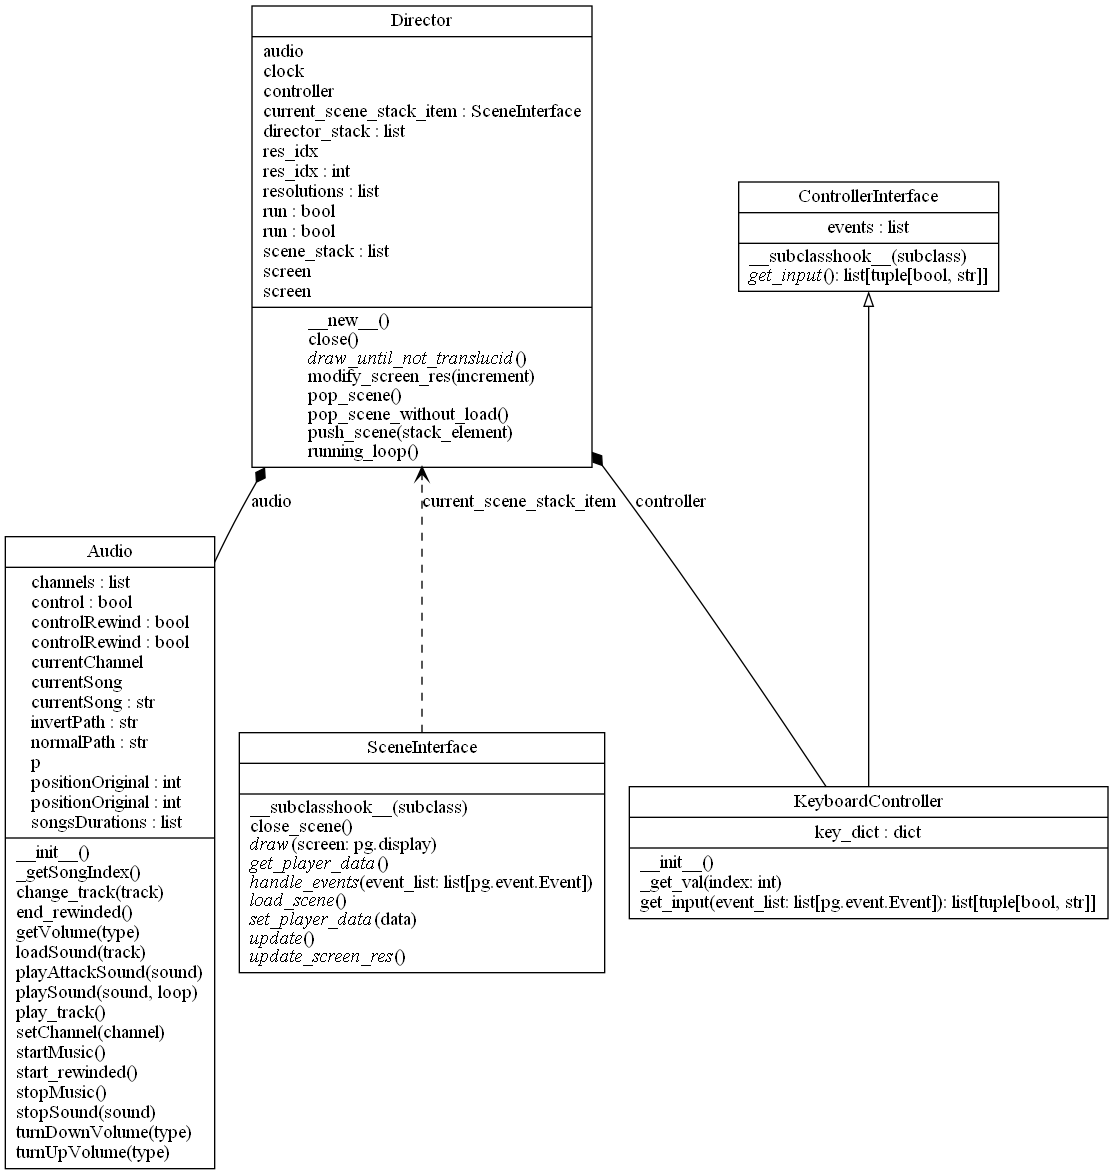 Director
audio
clock
controller
current_scene_stack_item : SceneInterface
director_stack : list
res_idx
res_idx : int
resolutions : list
run : bool
run : bool
scene_stack : list
screen
screen
__new__()
close()
draw_until_not_translucid()
modify_screen_res(increment)
pop_scene()
pop_scene_without_load()
push_scene(stack_element)
running_loop()
ControllerInterface
events : list
__subclasshook__(subclass)
get_input(): list[tuple[bool, str]]
audio
current_scene_stack_item
controller
Audio
channels : list
control : bool
controlRewind : bool
controlRewind : bool
currentChannel
currentSong
currentSong : str
invertPath : str
normalPath : str
p
positionOriginal : int
positionOriginal : int
songsDurations : list
__init__()
_getSongIndex()
change_track(track)
end_rewinded()
getVolume(type)
loadSound(track)
playAttackSound(sound)
playSound(sound, loop)
play_track()
setChannel(channel)
startMusic()
start_rewinded()
stopMusic()
stopSound(sound)
turnDownVolume(type)
turnUpVolume(type)
SceneInterface
__subclasshook__(subclass)
close_scene()
draw(screen: pg.display)
get_player_data()
handle_events(event_list: list[pg.event.Event])
load_scene()
set_player_data(data)
update()
update_screen_res()
KeyboardController
key_dict : dict
__init__()
_get_val(index: int)
get_input(event_list: list[pg.event.Event]): list[tuple[bool, str]]